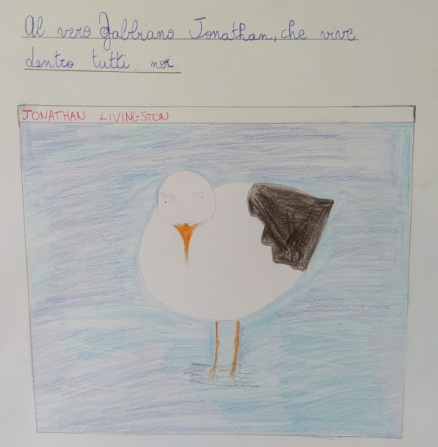 Al vero Gabbiano Jonathan, che vive
dentro tutti noi
JONATHAN LIVINGSTON